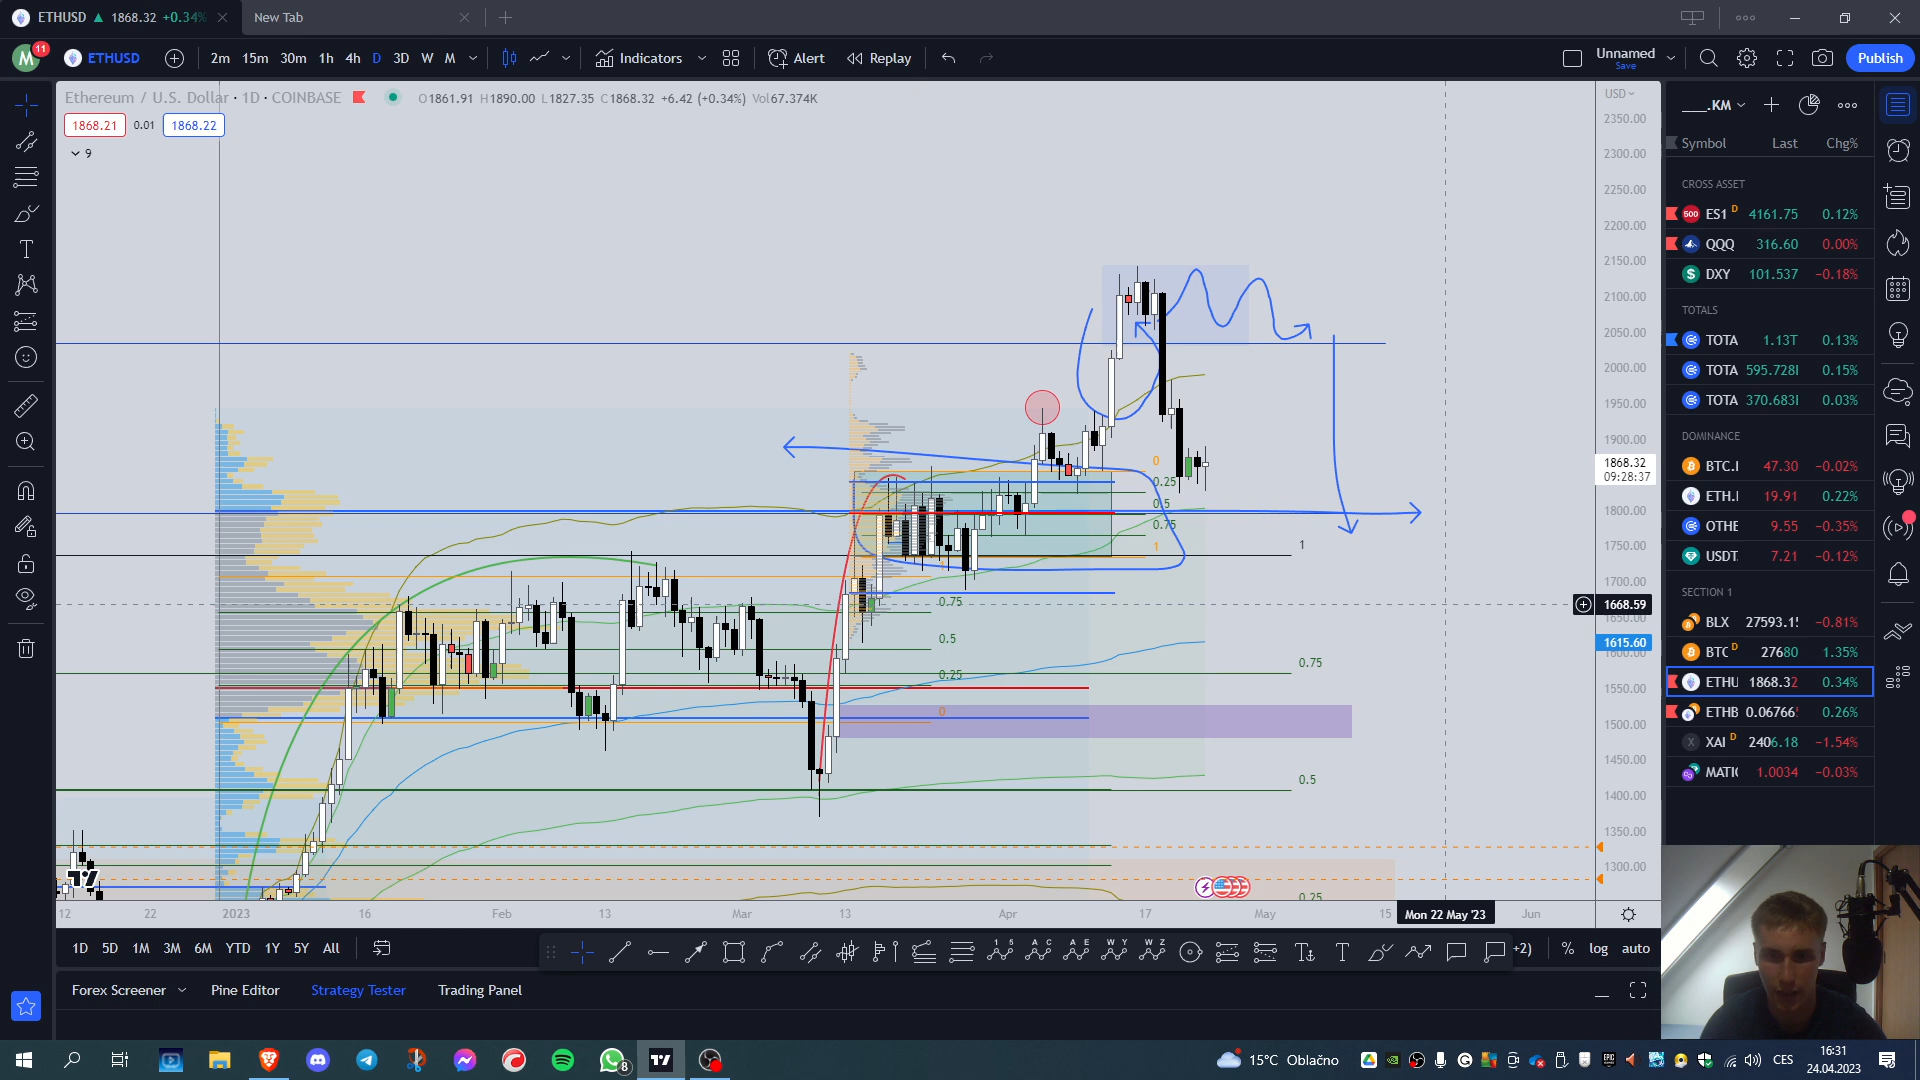 ETHUSD ▲ 1868.32 +0.34%
New Tab
M 11 ETHUSD 2m 15m 30m 1h 4h D 3D W M Indicators Alert Replay Unnamed Save Publish
Ethereum / U.S. Dollar · 1D · COINBASE O1861.91 H1890.00 L1827.35 C1868.32 +6.42 (+0.34%) Vol67.374K
1868.21 0.01 1868.22
9
USD
2350.00
2300.00
2250.00
2200.00
2150.00
2100.00
2050.00
2000.00
1950.00
1900.00
1868.32
09:28:37
1800.00
1750.00
1700.00
1668.59
1650.00
1615.60
1600.00
1550.00
1500.00
1450.00
1400.00
1350.00
1300.00
0
0.25
0.5
0.75
1
1
0.75
0.5
0.25
0
0.75
0.5
0.25
12 22 2023 16 Feb 13 Mar 13 Apr 17 May 15 Mon 22 May '23 Jun
1D 5D 1M 3M 6M YTD 1Y 5Y All
+2) % log auto
Forex Screener Pine Editor Strategy Tester Trading Panel
___.KM
Symbol Last Chg%
CROSS ASSET
500 ES1 D 4161.75 0.12%
QQQ 316.60 0.00%
DXY 101.537 −0.18%
TOTALS
TOTA 1.13T 0.13%
TOTA 595.728 0.15%
TOTA 370.683 0.03%
DOMINANCE
BTC. 47.30 −0.02%
ETH. 19.91 0.22%
OTHE 9.55 −0.35%
USDT. 7.21 −0.12%
SECTION 1
BLX 27593.1 −0.81%
BTC D 27680 1.35%
ETHU 1868.32 0.34%
ETHB 0.06766 0.26%
XAI D 2406.18 −1.54%
MATI 1.0034 −0.03%
8
15°C Oblačno
CES
16:31
24.04.2023